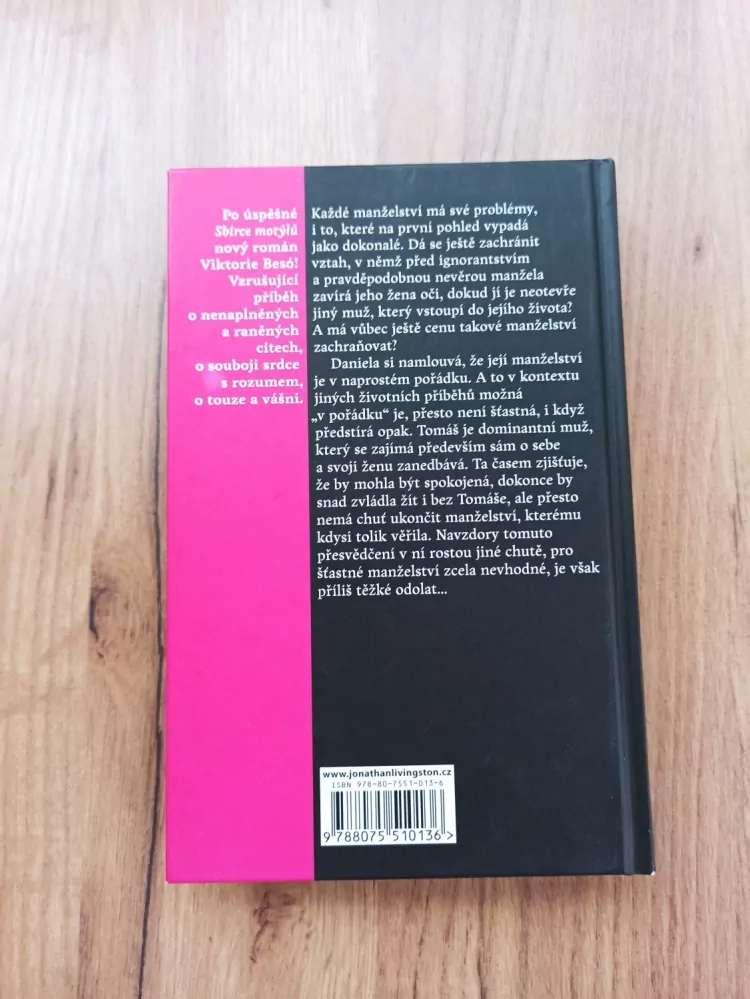 Po úspěšné
Sbírce motýlů
nový román
Viktorie Besó!
Vzrušující
příběh
o nenaplněných
a raněných
citech,
o souboji srdce
s rozumem,
o touze a vášni.
Každé manželství má své problémy,
i to, které na první pohled vypadá
jako dokonalé. Dá se ještě zachránit
vztah, v němž před ignorantstvím
a pravděpodobnou nevěrou manžela
zavírá jeho žena oči, dokud jí je neotevře
jiný muž, který vstoupí do jejího života?
A má vůbec ještě cenu takové manželství
zachraňovat?
Daniela si namlouvá, že její manželství
je v naprostém pořádku. A to v kontextu
jiných životních příběhů možná
„v pořádku“ je, přesto není šťastná, i když
předstírá opak. Tomáš je dominantní muž,
který se zajímá především sám o sebe
a svoji ženu zanedbává. Ta časem zjišťuje,
že by mohla být spokojená, dokonce by
snad zvládla žít i bez Tomáše, ale přesto
nemá chuť ukončit manželství, kterému
kdysi tolik věřila. Navzdory tomuto
přesvědčení v ní rostou jiné chutě, pro
šťastné manželství zcela nevhodné, je však
příliš těžké odolat...
www.jonathanlivingston.cz
ISBN 978-80-7551-013-6
9 788075 510136 >